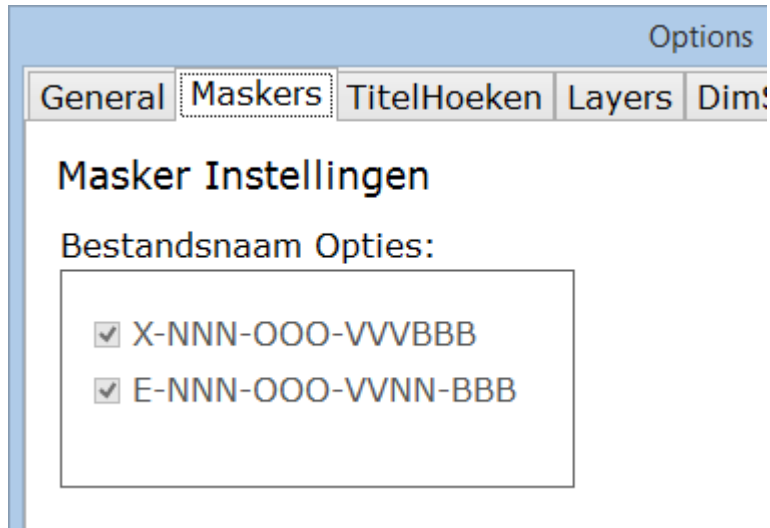 Options
General Maskers TitelHoeken Layers
Masker Instellingen
Bestandsnaam Opties:
X-NNN-OOO-VVVBBB
E-NNN-OOO-VVNN-BBB